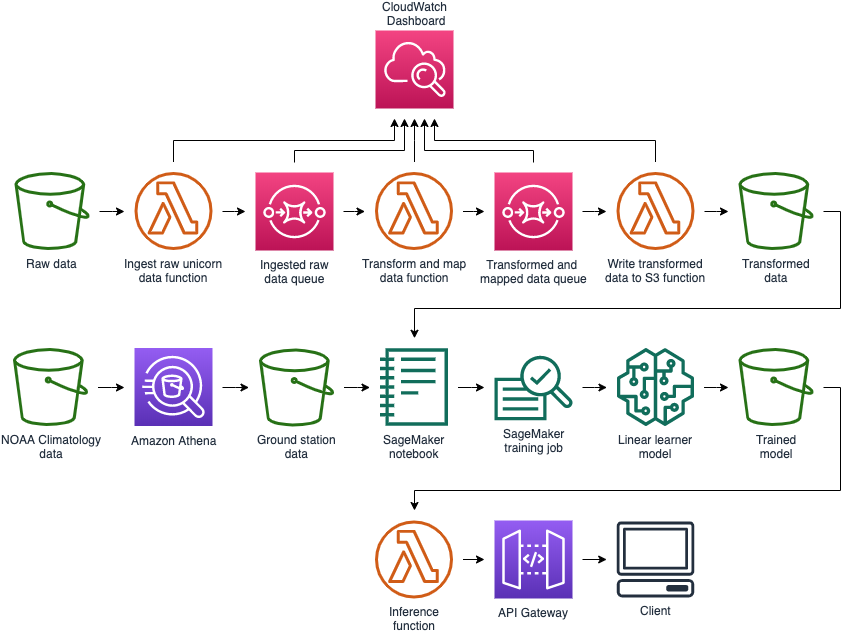 CloudWatch
Dashboard
Raw data
Ingest raw unicorn
data function
Ingested raw
data queue
Transform and map
data function
Transformed and
mapped data queue
Write transformed
data to S3 function
Transformed
data
NOAA Climatology
data
Amazon Athena
Ground station
data
SageMaker
notebook
SageMaker
training job
Linear learner
model
Trained
model
Inference
function
</>
API Gateway
Client